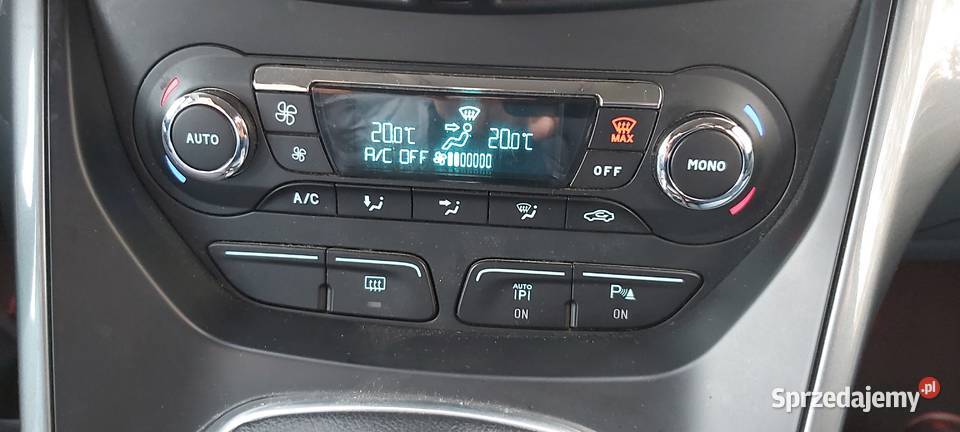 AUTO
20.0°C 20.0°C
A/C OFF
MAX
OFF
MONO
A/C
AUTO
P
ON
P
ON
Sprzedajemy.pl